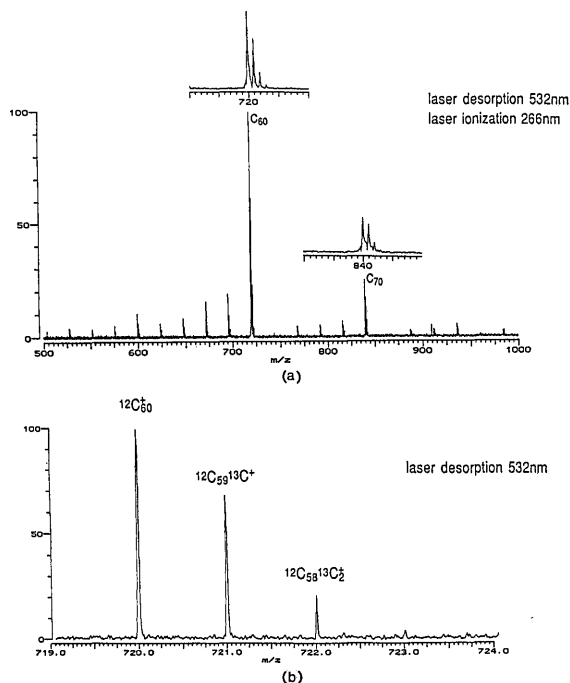 720
laser desorption 532nm
laser ionization 266nm
100
C₆₀
50
840
C₇₀
0
500 600 700 800 900 1000
m/z
(a)
¹²C₆₀⁺
¹²C₅₉¹³C⁺
laser desorption 532nm
¹²C₅₈¹³C₂⁺
100
50
0
719.0 720.0 721.0 722.0 723.0 724.0
m/z
(b)